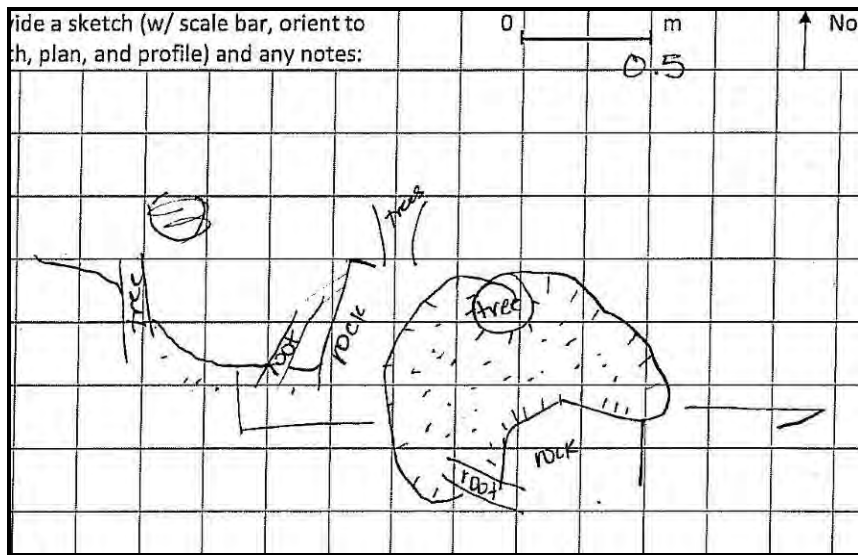 vide a sketch (w/ scale bar, orient to
th, plan, and profile) and any notes:
0 m
0.5
No
trees
tree
root
rock
tree
rock
root